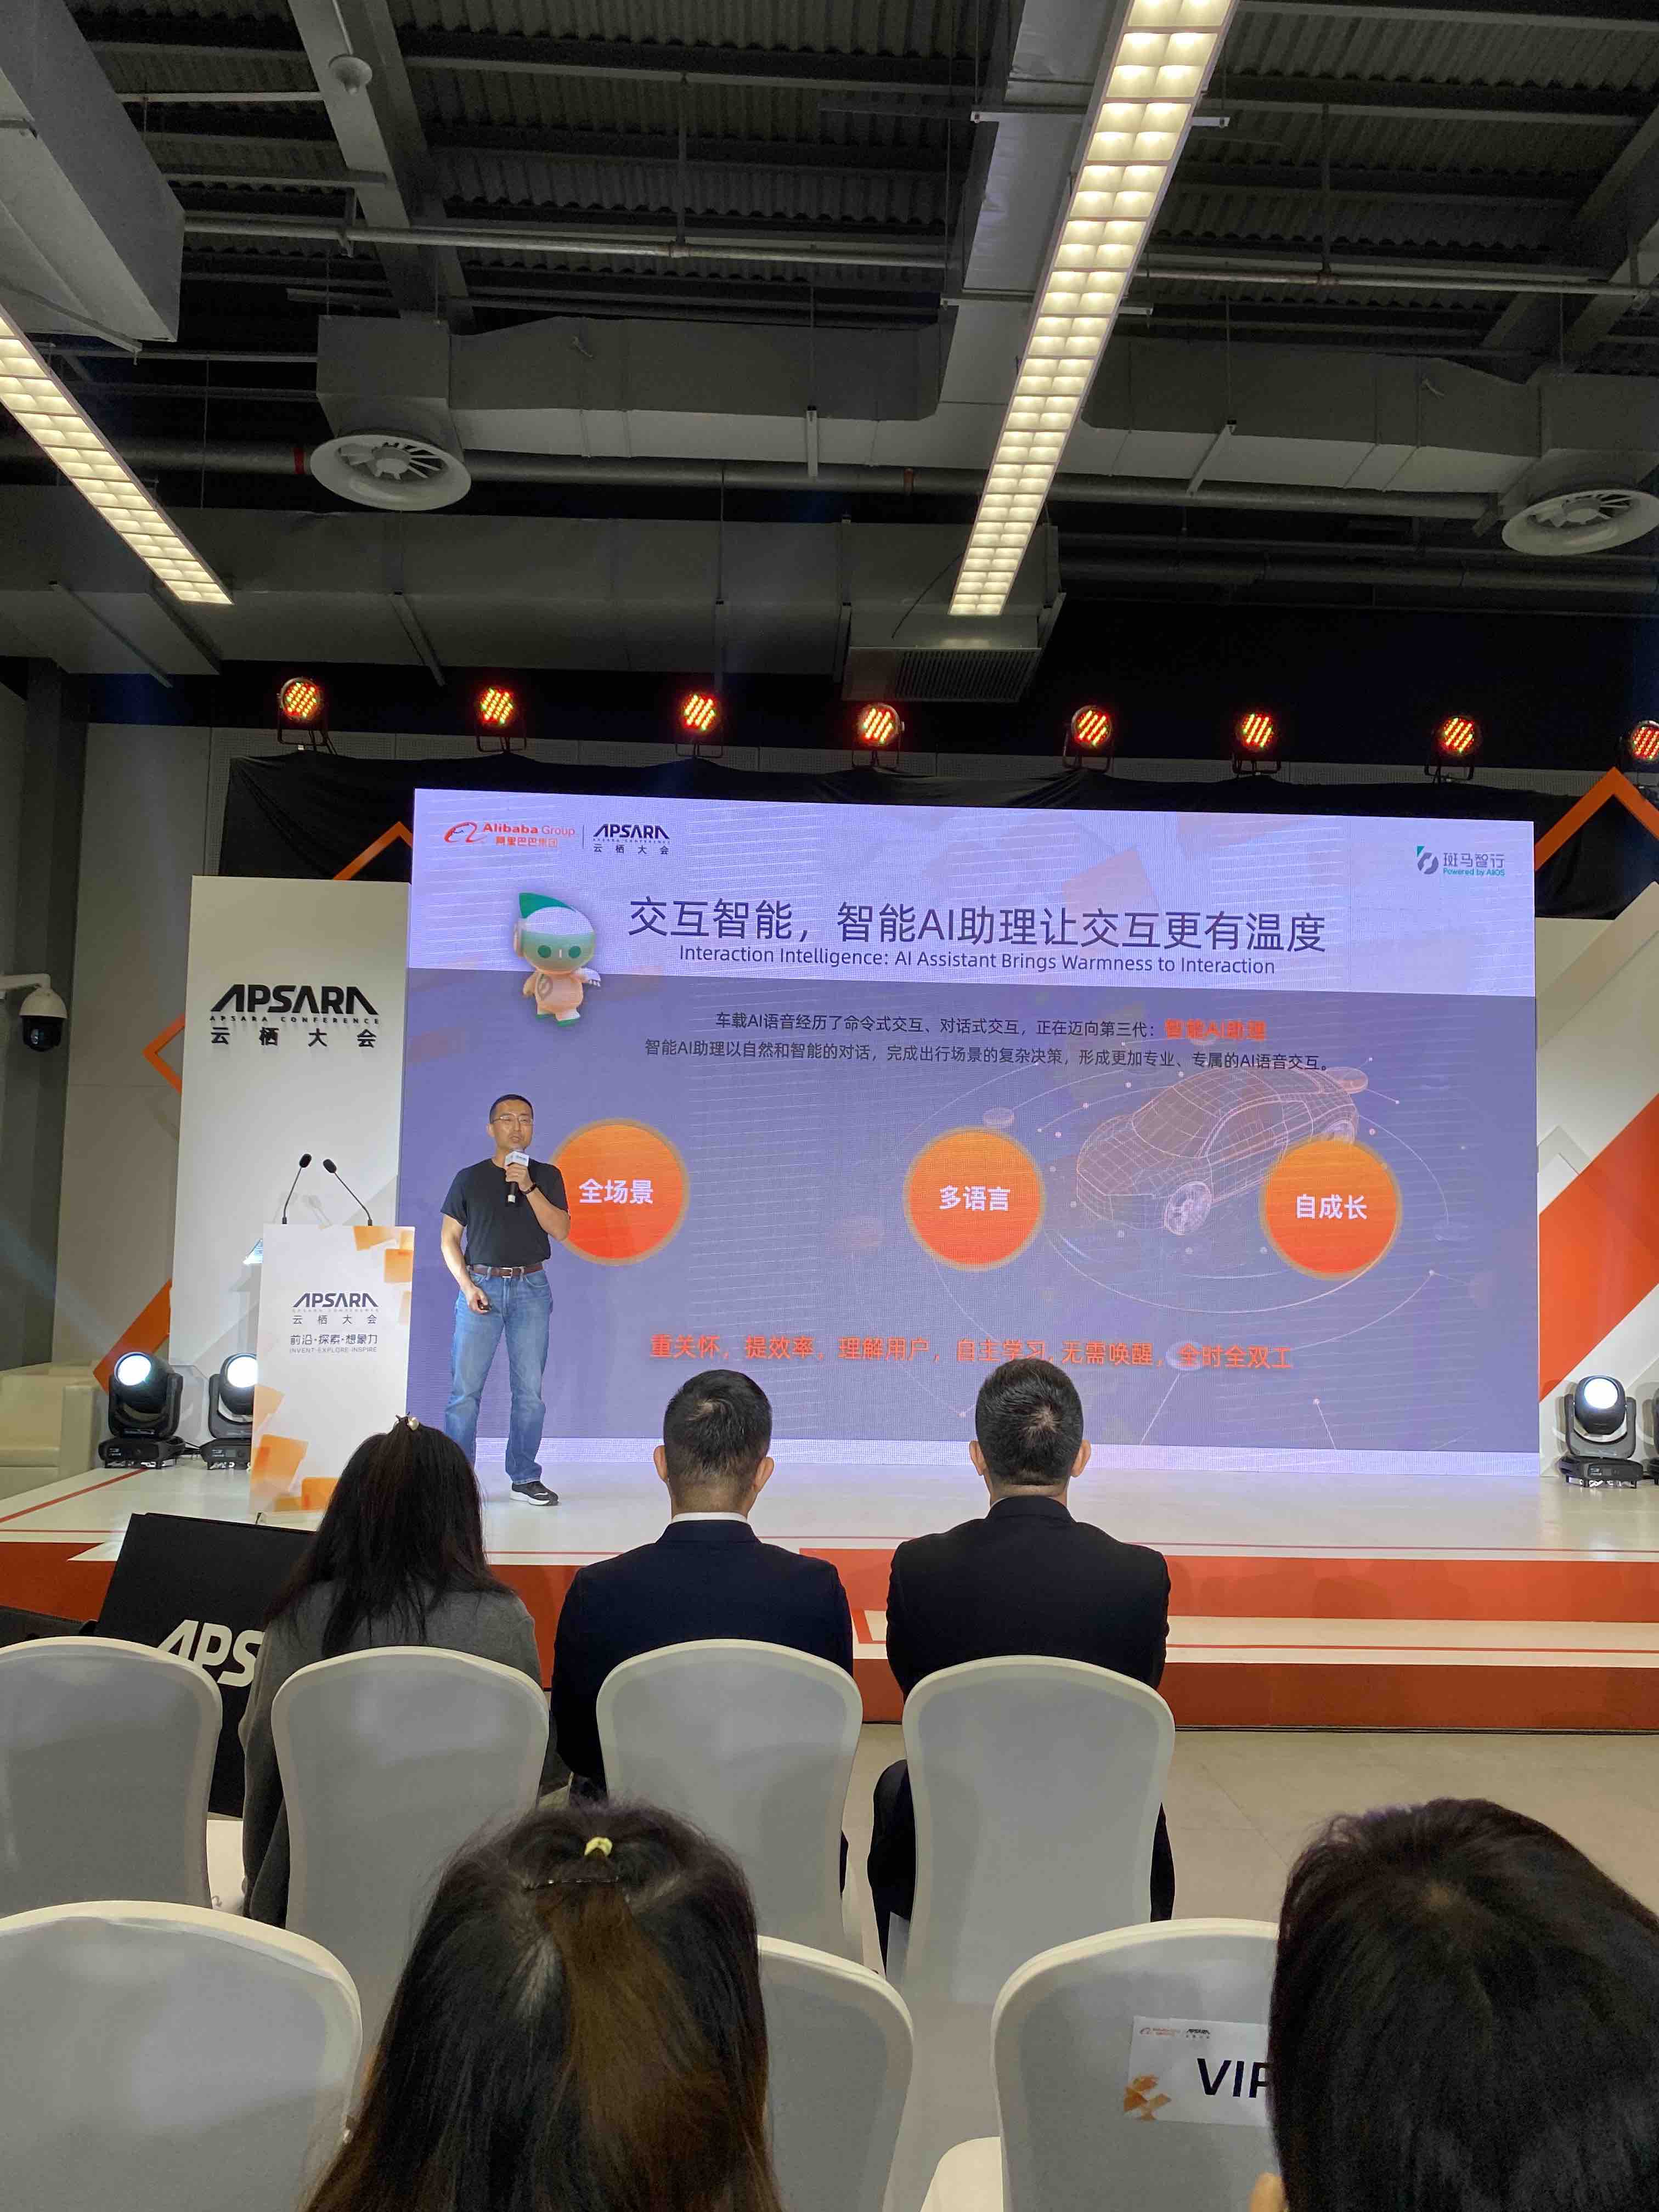 Alibaba Group
阿里巴巴集团
APSARA
APSARA CONFERENCE
云栖大会
斑马智行
Powered by AliOS
交互智能，智能AI助理让交互更有温度
Interaction Intelligence: AI Assistant Brings Warmness to Interaction
车载AI语音经历了命令式交互、对话式交互，正在迈向第三代：智能AI助理
智能AI助理以自然和智能的对话，完成出行场景的复杂决策，形成更加专业、专属的AI语音交互。
全场景
多语言
自成长
重关怀，提效率，理解用户，自主学习，无需唤醒，全时全双工
APSARA
APSARA CONFERENCE
云栖大会
APSARA
APSARA CONFERENCE
云栖大会
前沿·探索·想象力
INVENT·EXPLORE·INSPIRE
APS
APSARA
VIP